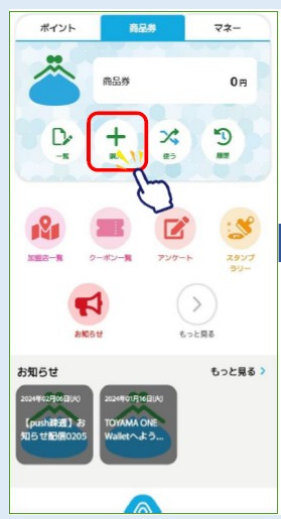 ポイント
商品券
マネー
商品券
0円
一覧
使う
履歴
加盟店一覧
クーポン一覧
アンケート
スタンプ
ラリー
お知らせ
もっと見る
お知らせ
もっと見る >
2024年02月06日(火)
【push疎通】お
知らせ配信0205
2024年01月16日(火)
TOYAMA ONE
Walletへよう...